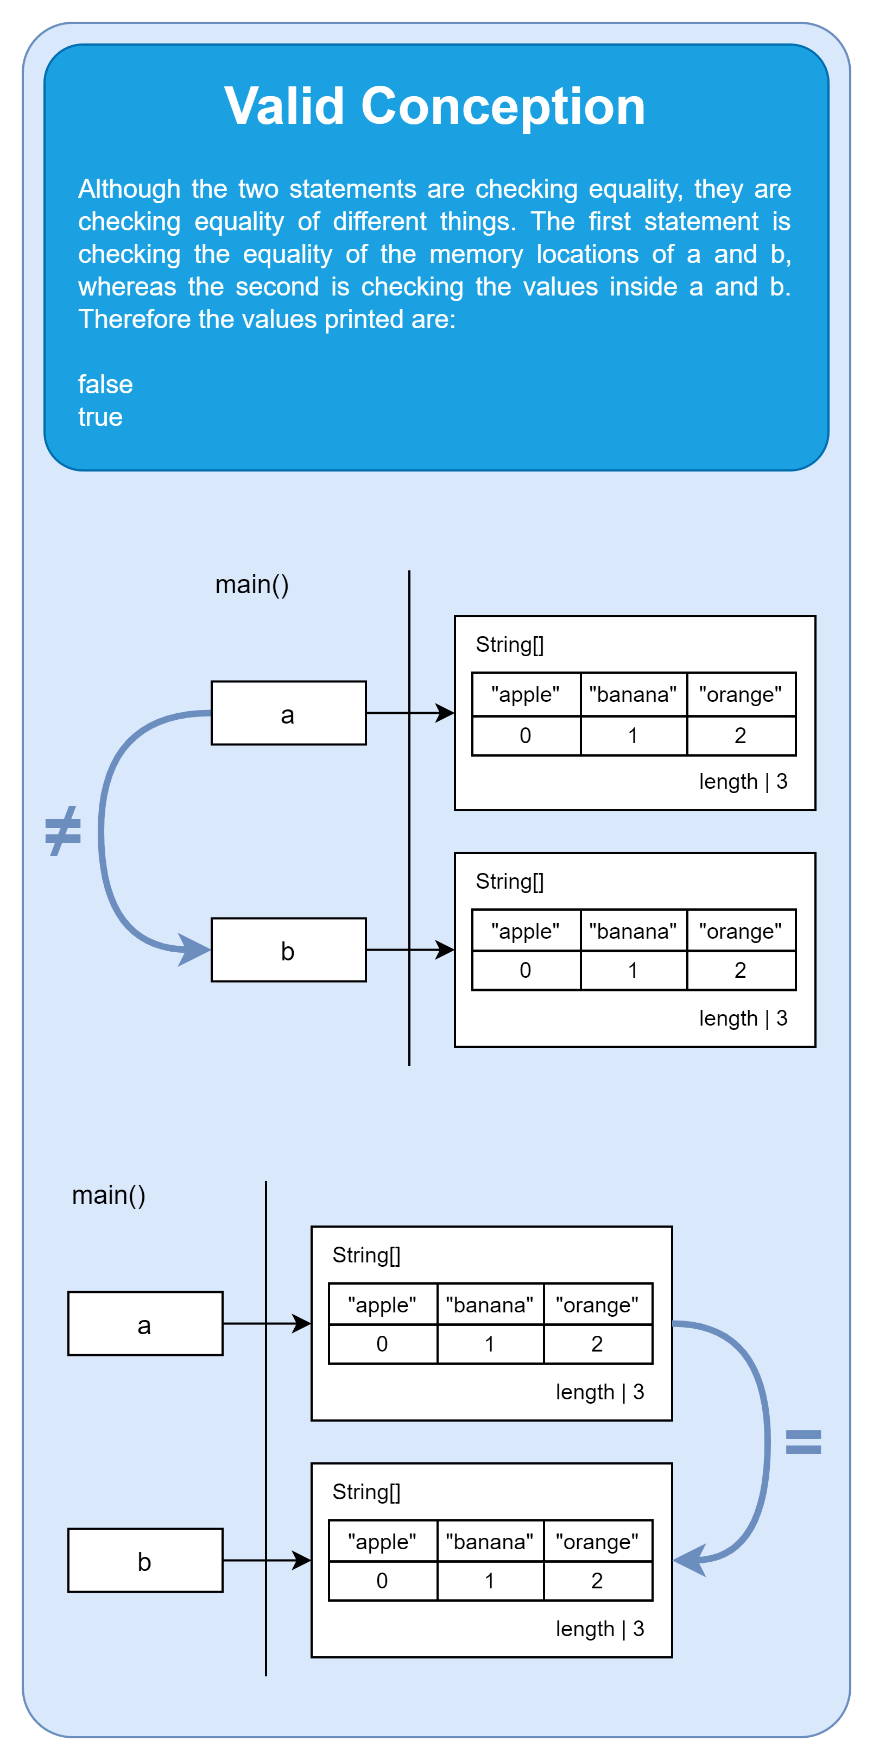 Valid Conception
Although the two statements are checking equality, they are
checking equality of different things. The first statement is
checking the equality of the memory locations of a and b,
whereas the second is checking the values inside a and b.
Therefore the values printed are:
false
true
main()
String[]
"apple" "banana" "orange"
a
0 1 2
length | 3
≠
String[]
"apple" "banana" "orange"
b
0 1 2
length | 3
main()
String[]
"apple" "banana" "orange"
a
0 1 2
length | 3
=
String[]
"apple" "banana" "orange"
b
0 1 2
length | 3